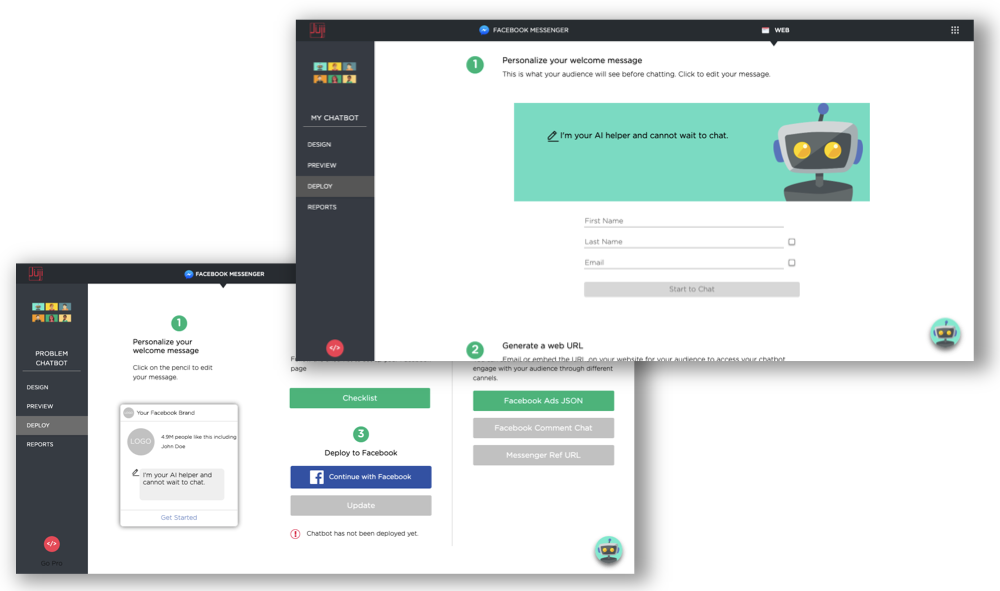 Juji
FACEBOOK MESSENGER
WEB
MY CHATBOT
DESIGN
PREVIEW
DEPLOY
REPORTS
</>
1
Personalize your welcome message
This is what your audience will see before chatting. Click to edit your message.
I'm your AI helper and cannot wait to chat.
First Name
Last Name
Email
Start to Chat
2
Generate a web URL
Email or embed the URL on your website for your audience to access your chatbot
Juji
FACEBOOK MESSENGER
PROBLEM
CHATBOT
DESIGN
PREVIEW
DEPLOY
REPORTS
</>
Go Pro
1
Personalize your
welcome message
Click on the pencil to edit
your message.
Your Facebook Brand
LOGO
4.9M people like this including
John Doe
I'm your AI helper and
cannot wait to chat.
Get Started
page
Checklist
3
Deploy to Facebook
Continue with Facebook
Update
Chatbot has not been deployed yet.
engage with your audience through different
cannels.
Facebook Ads JSON
Facebook Comment Chat
Messenger Ref URL